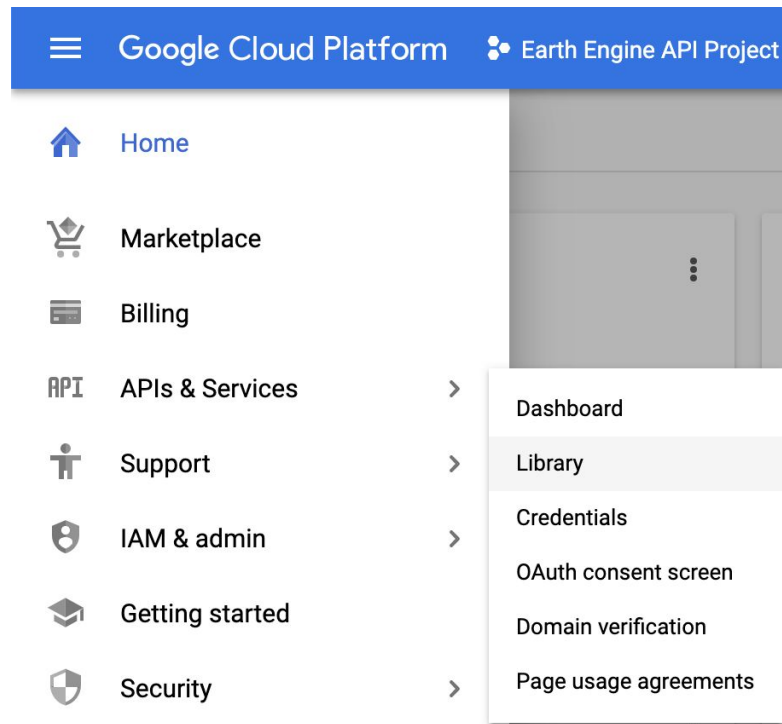 Google Cloud Platform Earth Engine API Project
Home
Marketplace
Billing
API APIs & Services
Support
IAM & admin
Getting started
Security
Dashboard
Library
Credentials
OAuth consent screen
Domain verification
Page usage agreements